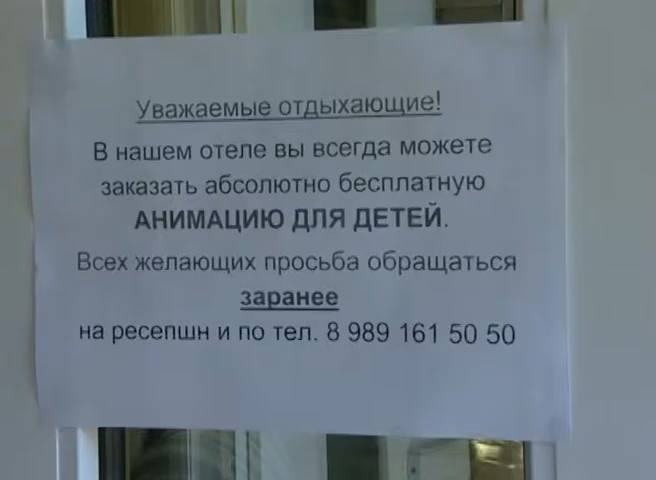 Уважаемые отдыхающие!
В нашем отеле вы всегда можете
заказать абсолютно бесплатную
АНИМАЦИЮ ДЛЯ ДЕТЕЙ.
Всех желающих просьба обращаться
заранее
на ресепшн и по тел. 8 989 161 50 50